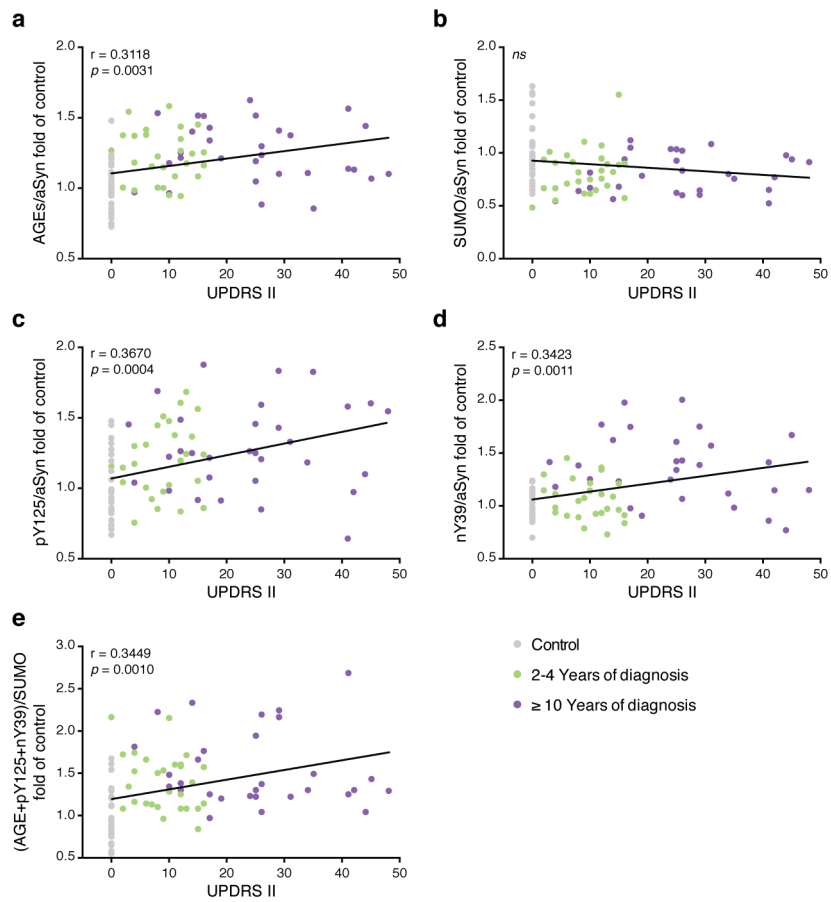 a
r = 0.3118
p = 0.0031
2.0
1.5
1.0
0.5
AGEs/aSyn fold of control
0 10 20 30 40 50
UPDRS II
b
ns
2.0
1.5
1.0
0.5
0.0
SUMO/aSyn fold of control
0 10 20 30 40 50
UPDRS II
c
r = 0.3670
p = 0.0004
2.0
1.5
1.0
0.5
pY125/aSyn fold of control
0 10 20 30 40 50
UPDRS II
d
r = 0.3423
p = 0.0011
2.5
2.0
1.5
1.0
0.5
nY39/aSyn fold of control
0 10 20 30 40 50
UPDRS II
e
r = 0.3449
p = 0.0010
3.0
2.5
2.0
1.5
1.0
0.5
(AGE+pY125+nY39)/SUMO
fold of control
0 10 20 30 40 50
UPDRS II
Control
2-4 Years of diagnosis
≥ 10 Years of diagnosis